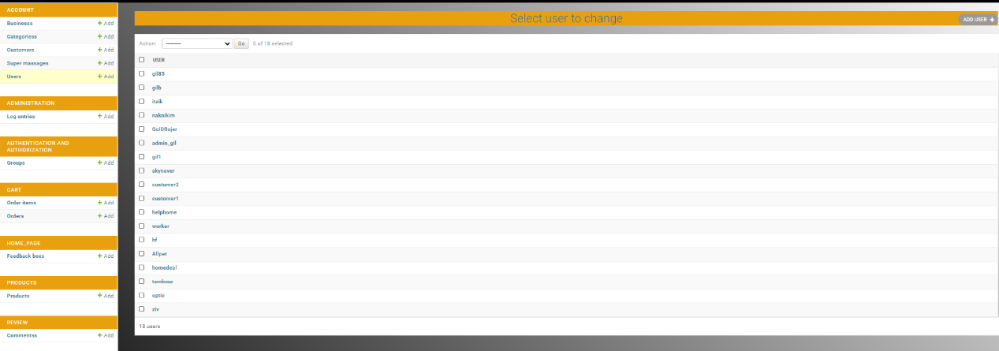 ACCOUNT
Busineses + Add
Categoriess + Add
Customers + Add
Super massages + Add
Users + Add
ADMINISTRATION
Log entries
AUTHENTICATION AND
AUTHORIZATION
Groups + Add
CART
Order items + Add
Orders + Add
HOME_PAGE
Feedback boxs + Add
PRODUCTS
Products + Add
REVIEW
Commentss + Add
Select user to change
ADD USER +
Action: --------- Go 0 of 18 selected
USER
gil85
gilb
itzik
naknikim
GolDRojer
admin_gil
gil1
skynever
customer2
customer1
helphome
worker
hf
Allpet
homedeal
tambour
optic
ziv
18 users